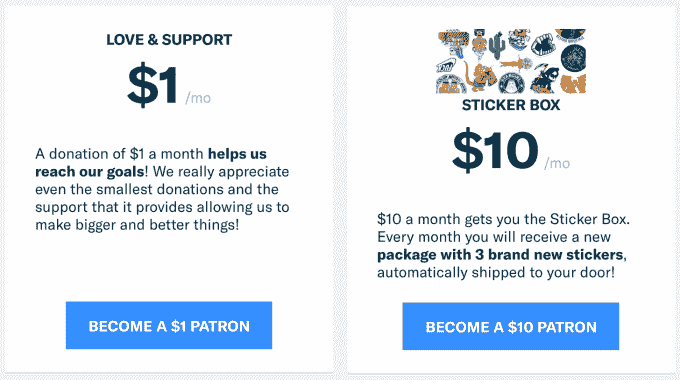 LOVE & SUPPORT
$1 /mo
A donation of $1 a month helps us
reach our goals! We really appreciate
even the smallest donations and the
support that it provides allowing us to
make bigger and better things!
BECOME A $1 PATRON
STICKER BOX
$10 /mo
$10 a month gets you the Sticker Box.
Every month you will receive a new
package with 3 brand new stickers,
automatically shipped to your door!
BECOME A $10 PATRON